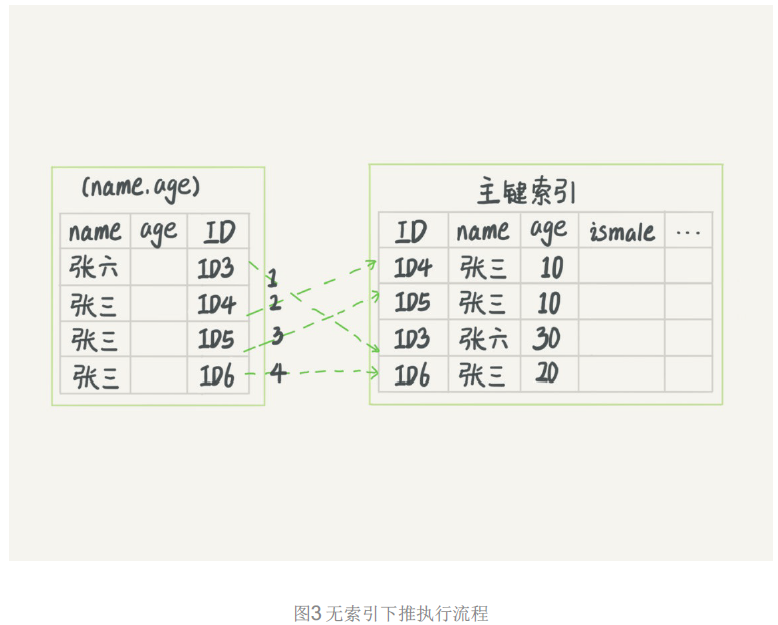 (name.age)
主键索引
name age ID
ID name age ismale ...
张六 ID3
1
ID4 张三 10
张三 ID4
2
ID5 张三 10
张三 ID5
3
ID3 张六 30
张三 ID6
4
ID6 张三 20
图3 无索引下推执行流程